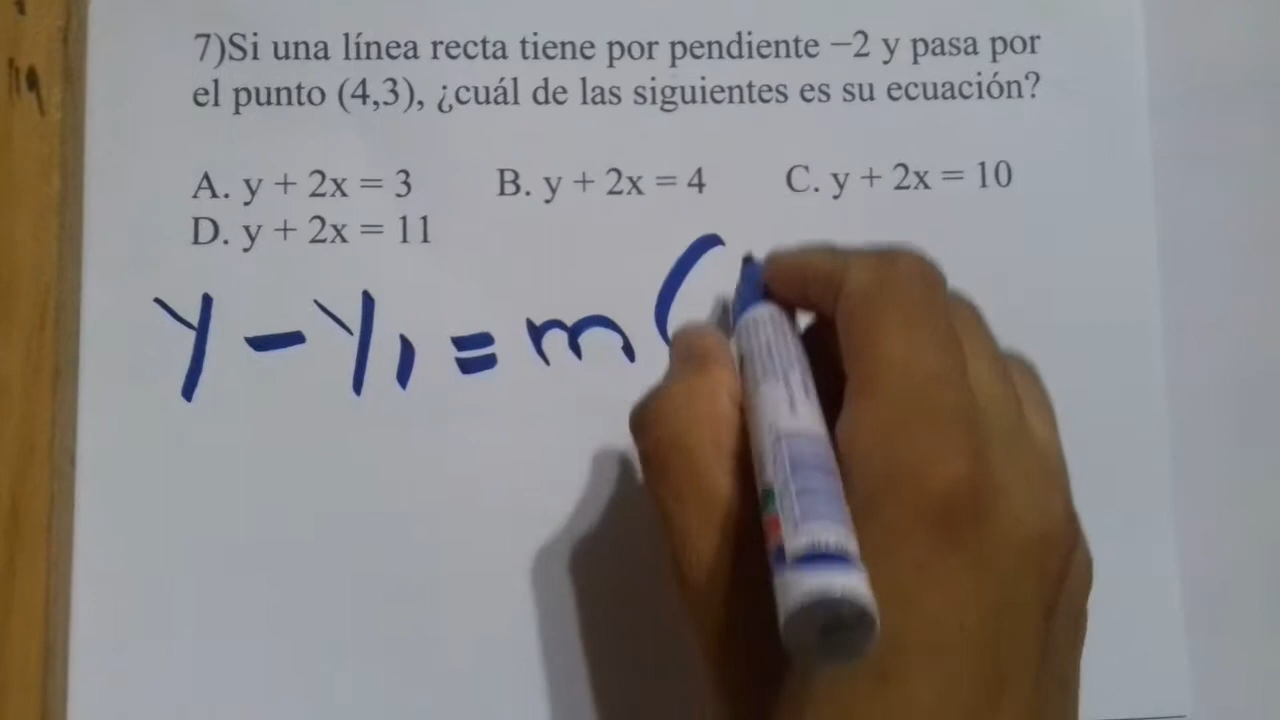 7)Si una línea recta tiene por pendiente −2 y pasa por
el punto (4,3), ¿cuál de las siguientes es su ecuación?
A. y + 2x = 3 B. y + 2x = 4 C. y + 2x = 10
D. y + 2x = 11
y - y₁ = m (